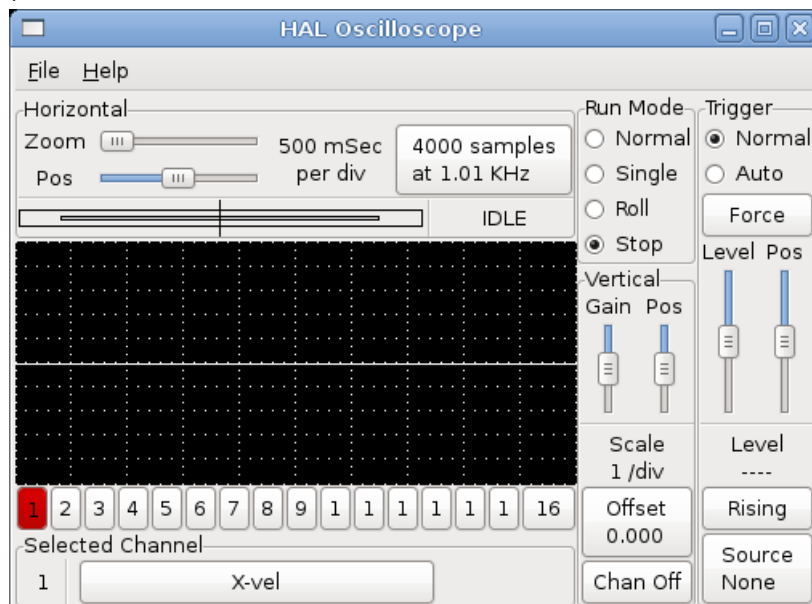 HAL Oscilloscope
File Help
Horizontal
Zoom
Pos
500 mSec
per div
4000 samples
at 1.01 KHz
IDLE
Run Mode
Normal
Single
Roll
Stop
Trigger
Normal
Auto
Force
Level Pos
Vertical
Gain Pos
Scale
1 /div
Level
----
1 2 3 4 5 6 7 8 9 1 1 1 1 1 1 16
Offset
0.000
Rising
Selected Channel
1 X-vel
Chan Off
Source
None